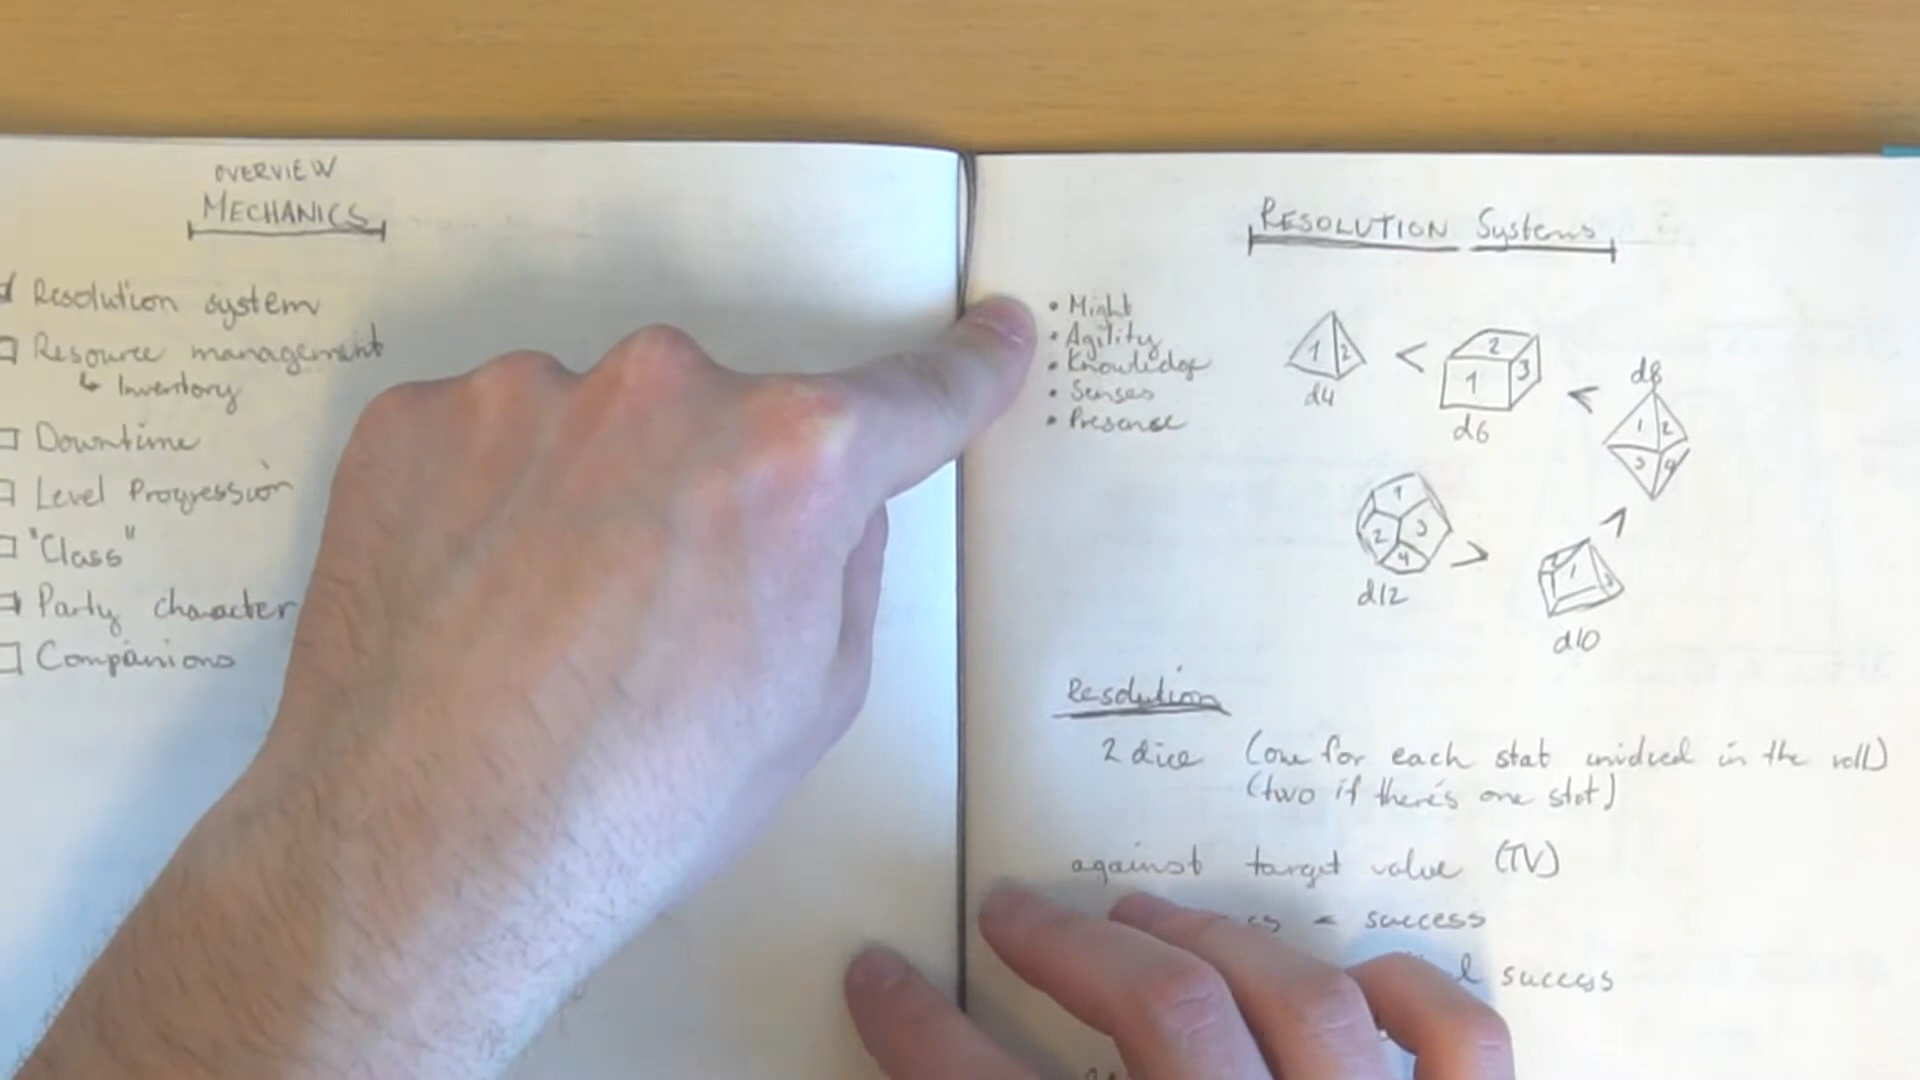 OVERVIEW
MECHANICS
Resolution system
Resource management
↳ Inventory
Downtime
Level Progression
"Class"
Party character
Companions
RESOLUTION Systems
• Might
• Agility
• Knowledge
• Senses
• Presense
1 2
d4
<
2
1 3
d6
<
d8
1 2
3 4
1
2 3
4
d12
>
1
d10
>
Resolution
2 dice (one for each stat involved in the roll)
(two if there's one stat)
against target value (TV)
success
success